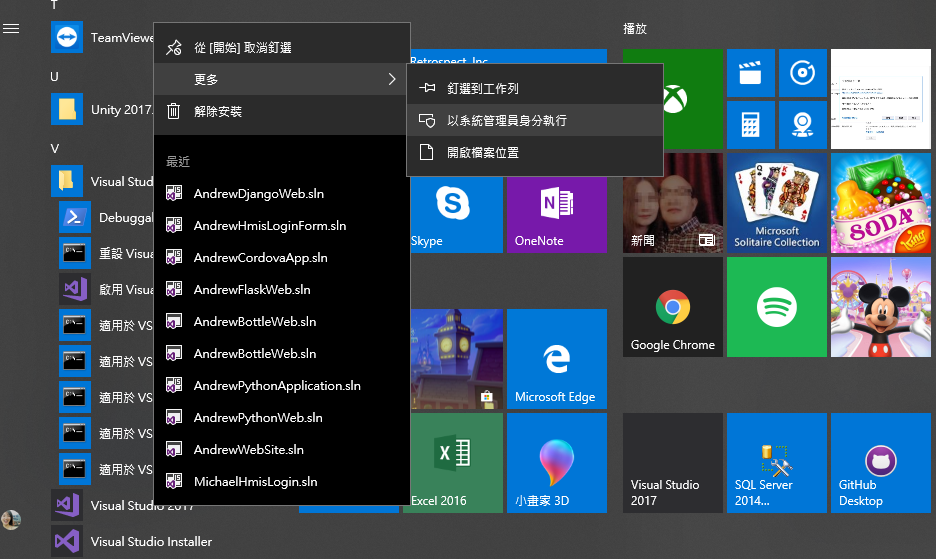 T
TeamViewe
U
Unity 2017.
V
Visual Stud
Debuggal
重設 Visua
啟用 Visua
適用於 VS
適用於 VS
適用於 VS
適用於 VS
適用於 VS
Visual Studio 2017
Visual Studio Installer
從 [開始] 取消釘選
更多
解除安裝
最近
AndrewDjangoWeb.sln
AndrewHmisLoginForm.sln
AndrewCordovaApp.sln
AndrewFlaskWeb.sln
AndrewBottleWeb.sln
AndrewBottleWeb.sln
AndrewPythonApplication.sln
AndrewPythonWeb.sln
AndrewWebSite.sln
MichaelHmisLogin.sln
Retrospect, Inc
釘選到工作列
以系統管理員身分執行
開啟檔案位置
Skype
OneNote
Microsoft Edge
Excel 2016
小畫家 3D
播放
新聞
Microsoft
Solitaire Collection
SODA
King
Google Chrome
Visual Studio
2017
SQL Server
2014...
GitHub
Desktop